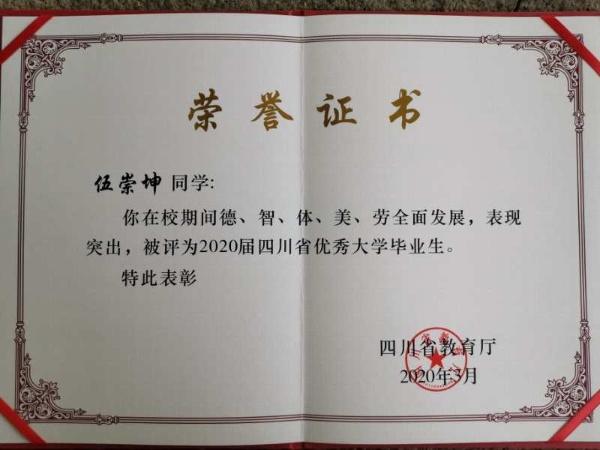 荣誉证书
伍崇坤 同学:
你在校期间德、智、体、美、劳全面发展，表现
突出，被评为2020届四川省优秀大学毕业生。
特此表彰
四川省教育厅
2020年3月